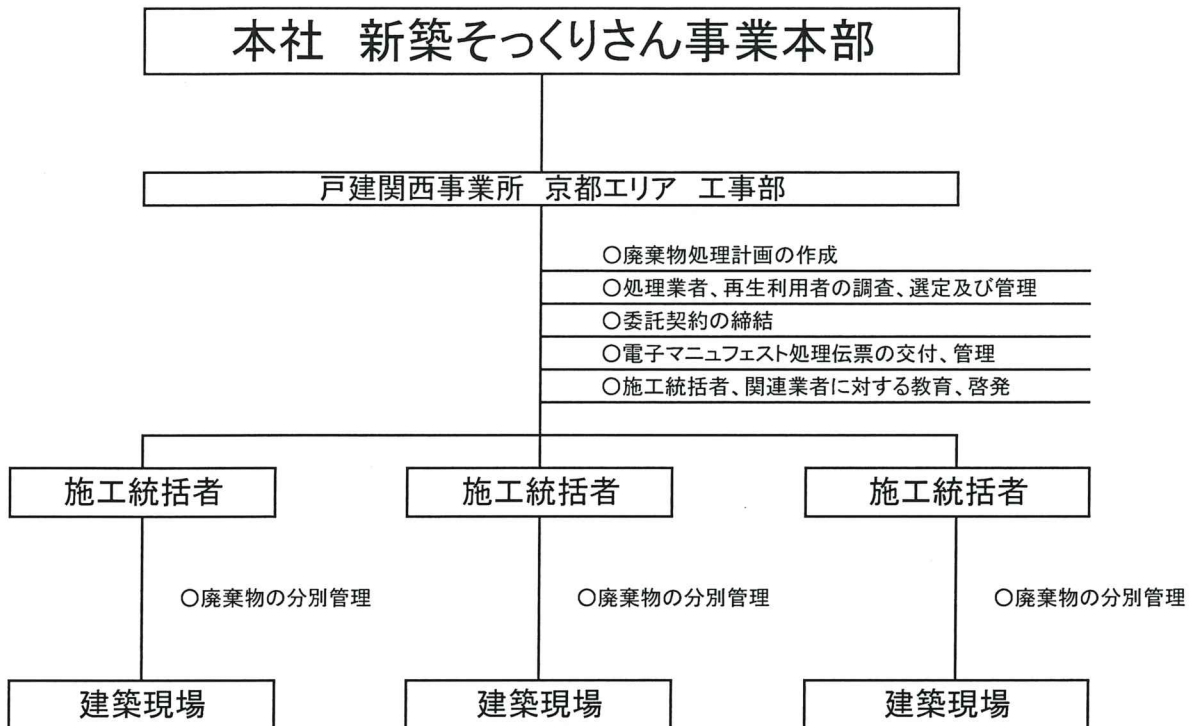 本社 新築そっくりさん事業本部
戸建関西事業所 京都エリア 工事部
○廃棄物処理計画の作成
○処理業者、再生利用者の調査、選定及び管理
○委託契約の締結
○電子マニュフェスト処理伝票の交付、管理
○施工統括者、関連業者に対する教育、啓発
施工統括者 施工統括者 施工統括者
○廃棄物の分別管理 ○廃棄物の分別管理 ○廃棄物の分別管理
建築現場 建築現場 建築現場